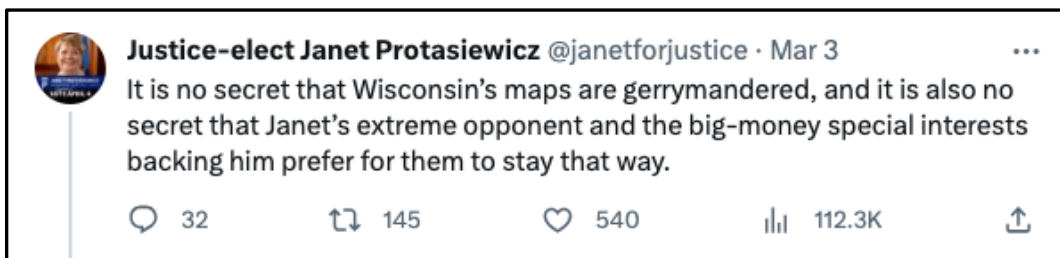 Justice-elect Janet Protasiewicz @janetforjustice · Mar 3
It is no secret that Wisconsin's maps are gerrymandered, and it is also no
secret that Janet's extreme opponent and the big-money special interests
backing him prefer for them to stay that way.
32 145 540 112.3K